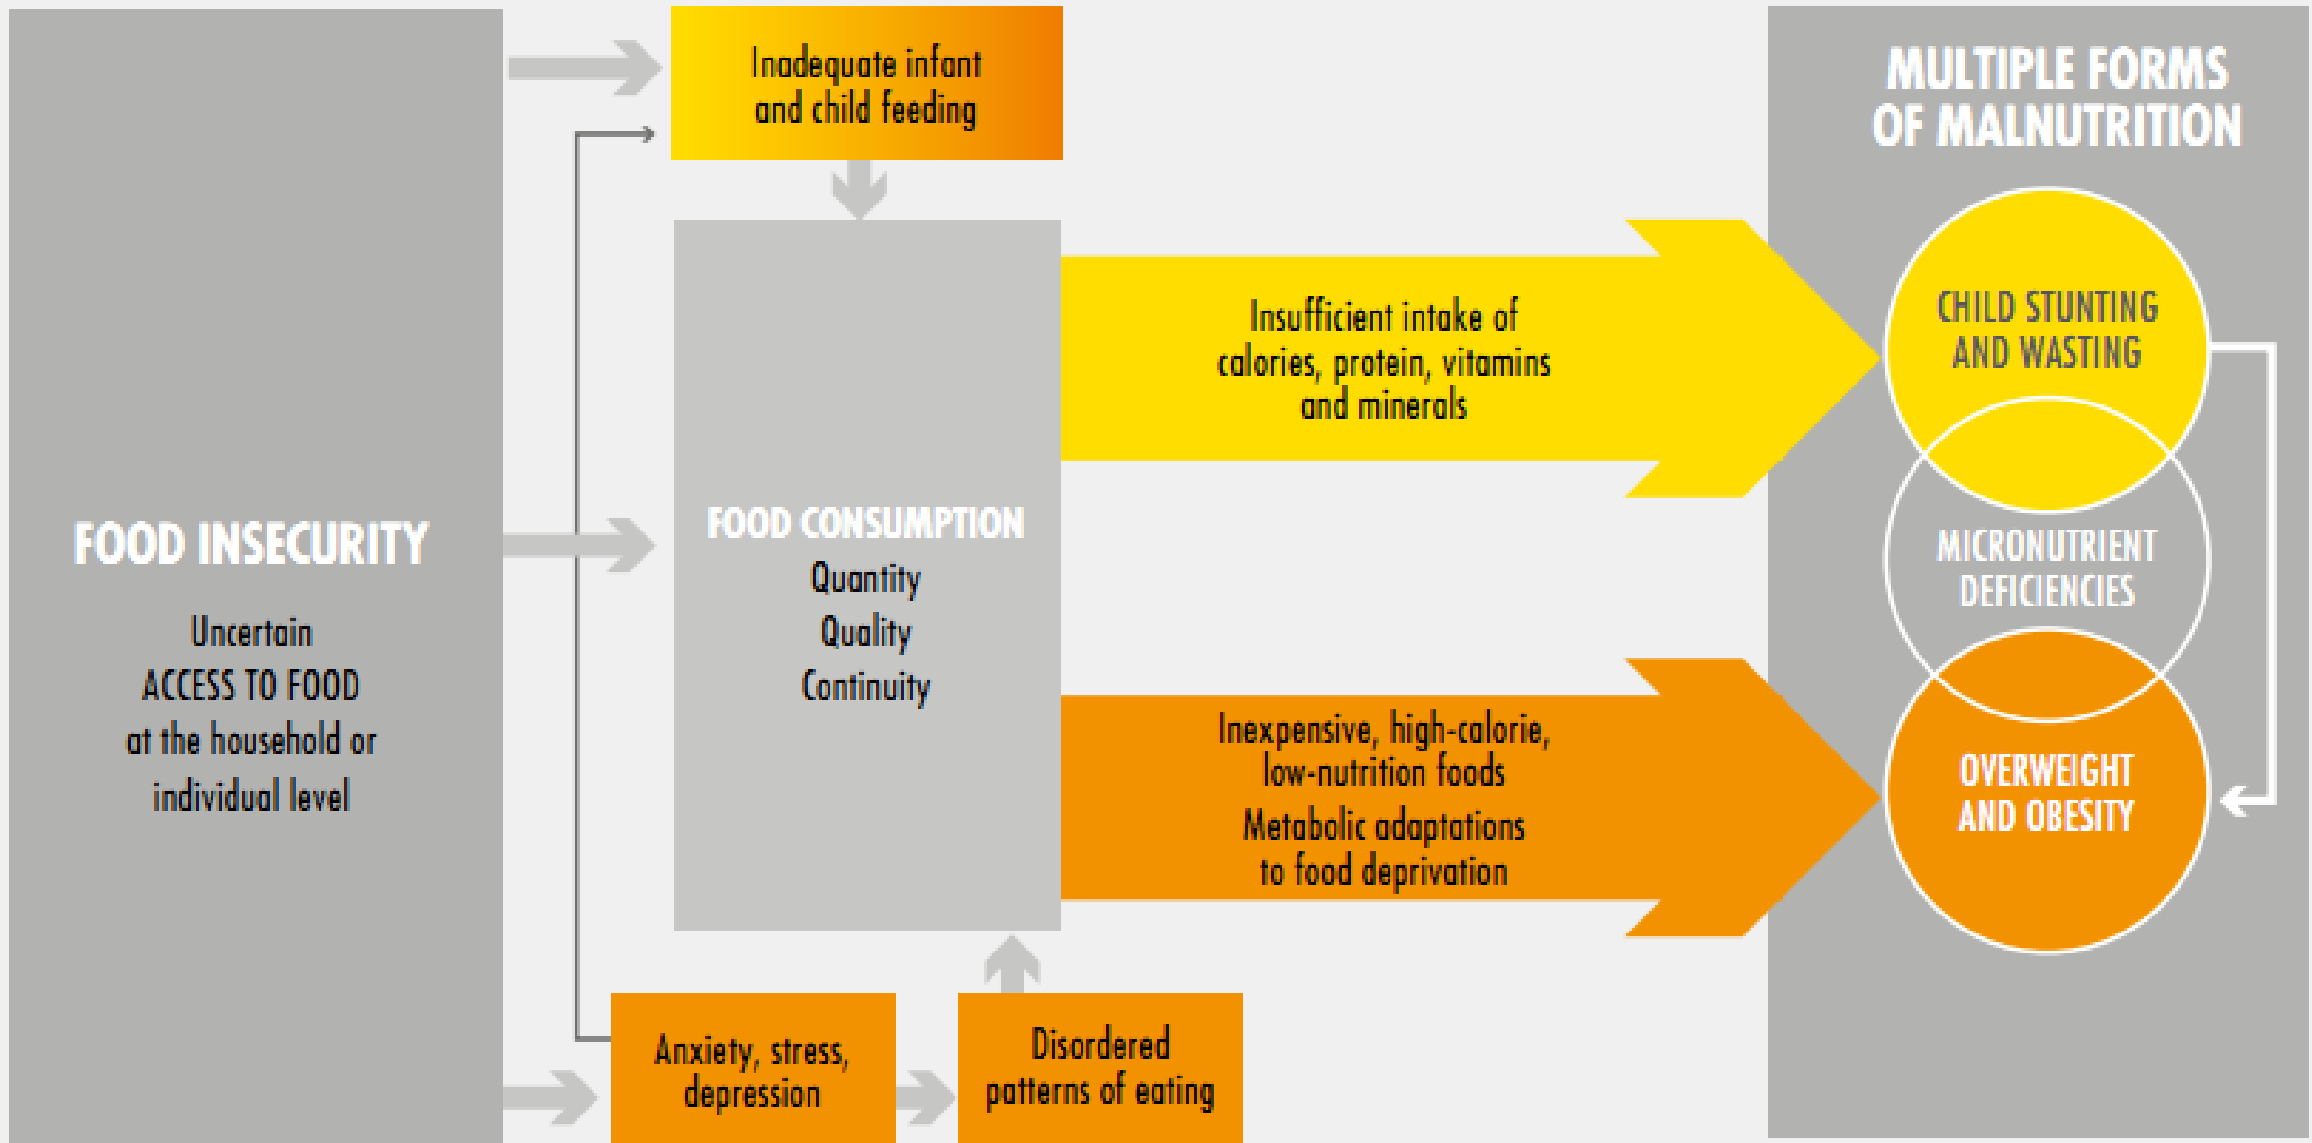 FOOD INSECURITY
Uncertain
ACCESS TO FOOD
at the household or
individual level
Inadequate infant
and child feeding
FOOD CONSUMPTION
Quantity
Quality
Continuity
Anxiety, stress,
depression
Disordered
patterns of eating
Insufficient intake of
calories, protein, vitamins
and minerals
Inexpensive, high-calorie,
low-nutrition foods
Metabolic adaptations
to food deprivation
MULTIPLE FORMS
OF MALNUTRITION
CHILD STUNTING
AND WASTING
MICRONUTRIENT
DEFICIENCIES
OVERWEIGHT
AND OBESITY